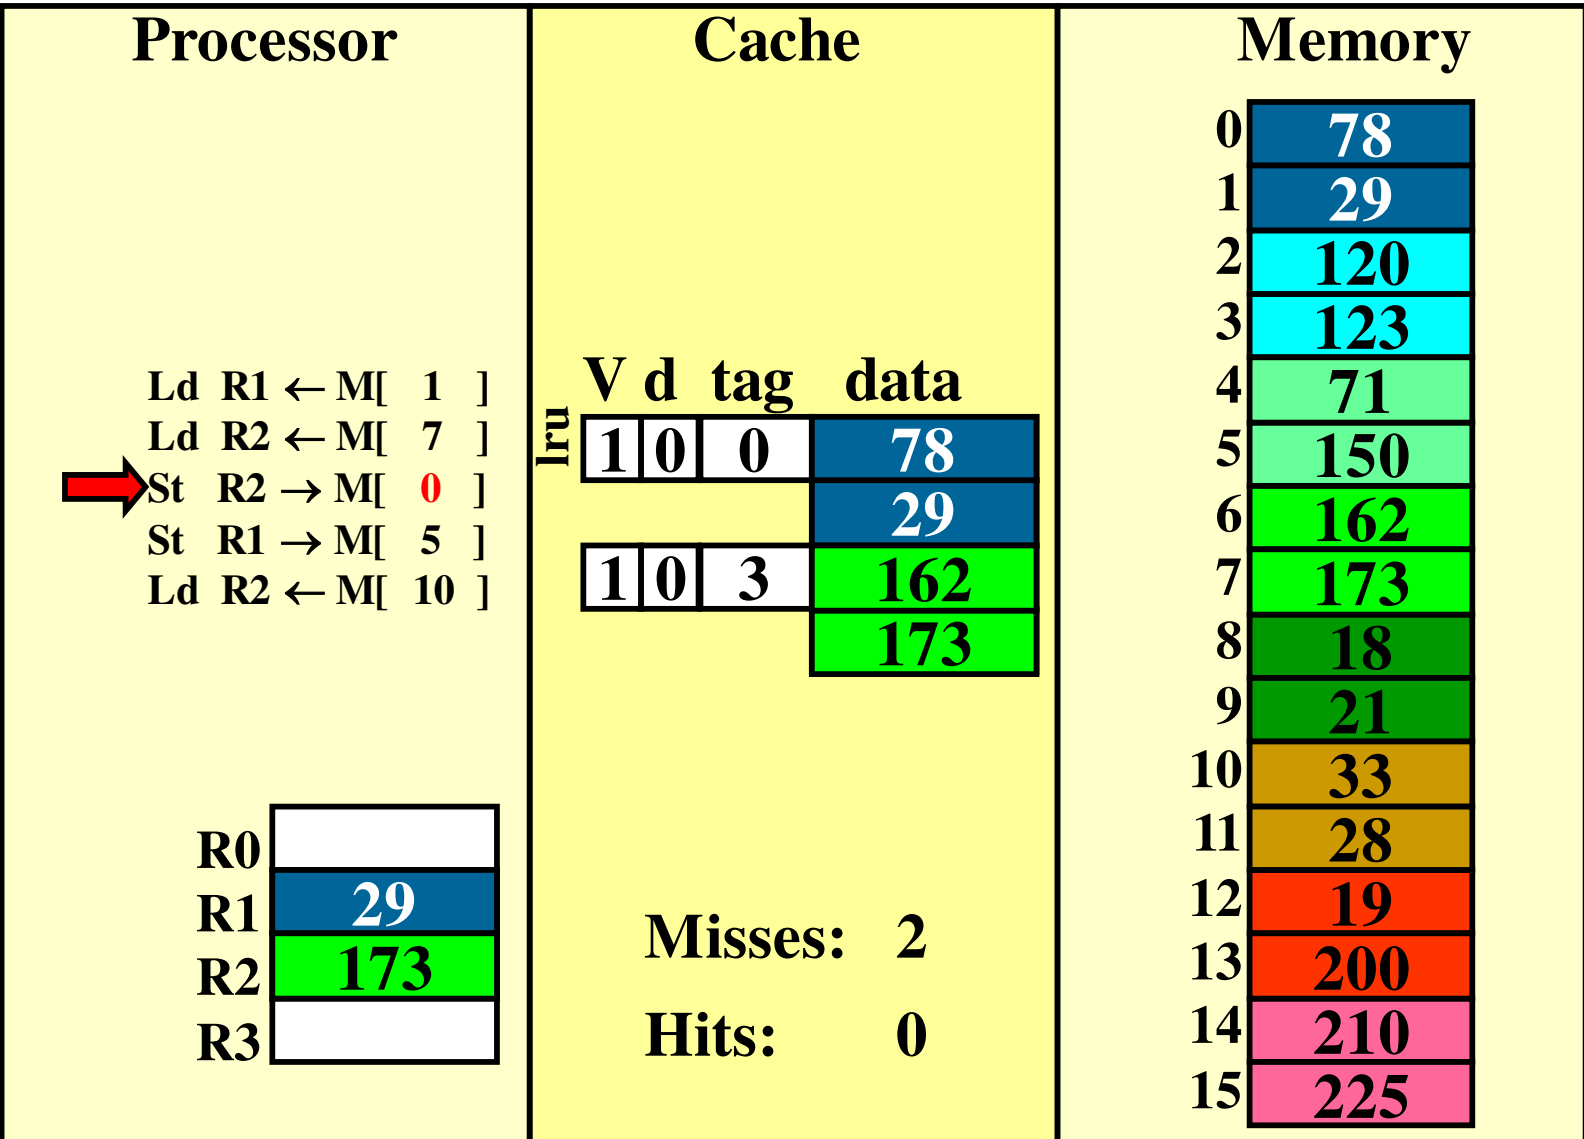 Processor
Ld R1 ← M[ 1 ]
Ld R2 ← M[ 7 ]
St R2 → M[ 0 ]
St R1 → M[ 5 ]
Ld R2 ← M[ 10 ]
R0
R1 29
R2 173
R3
Cache
V d tag data
lru
1 0 0 78
29
1 0 3 162
173
Misses: 2
Hits: 0
Memory
0 78
1 29
2 120
3 123
4 71
5 150
6 162
7 173
8 18
9 21
10 33
11 28
12 19
13 200
14 210
15 225